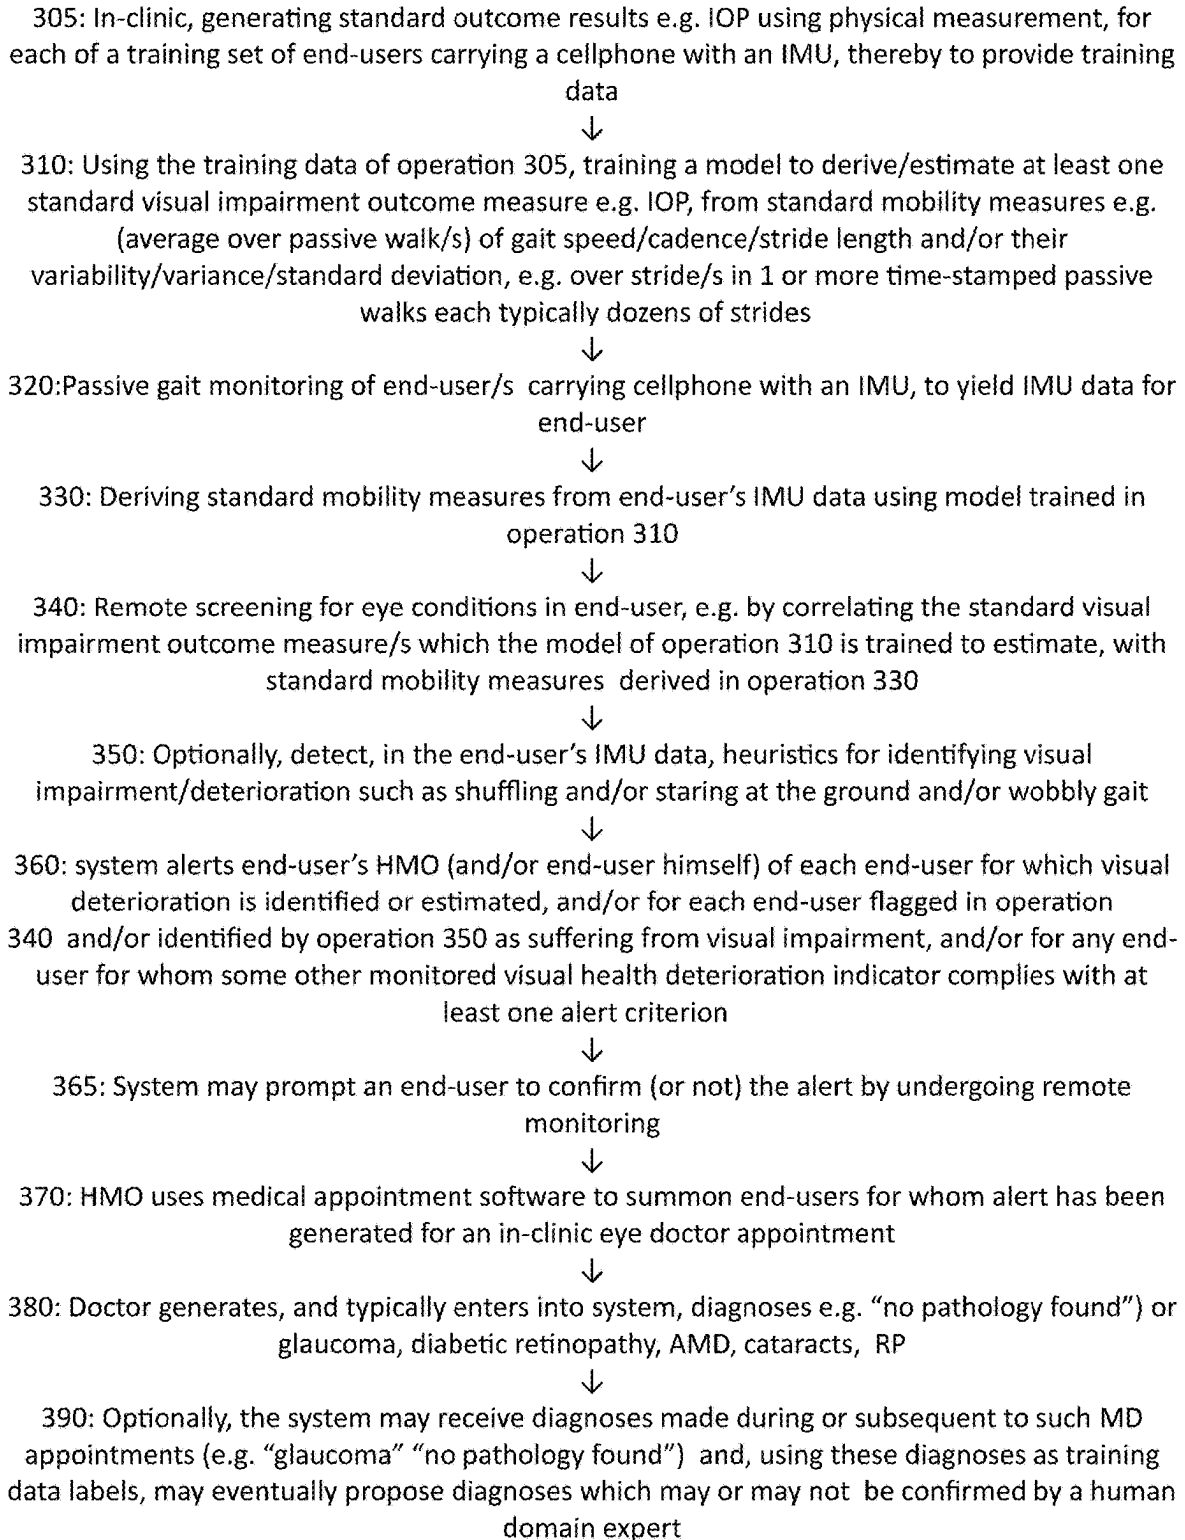 305: In-clinic, generating standard outcome results e.g. IOP using physical measurement, for
each of a training set of end-users carrying a cellphone with an IMU, thereby to provide training
data
↓
310: Using the training data of operation 305, training a model to derive/estimate at least one
standard visual impairment outcome measure e.g. IOP, from standard mobility measures e.g.
(average over passive walk/s) of gait speed/cadence/stride length and/or their
variability/variance/standard deviation, e.g. over stride/s in 1 or more time-stamped passive
walks each typically dozens of strides
↓
320:Passive gait monitoring of end-user/s carrying cellphone with an IMU, to yield IMU data for
end-user
↓
330: Deriving standard mobility measures from end-user's IMU data using model trained in
operation 310
↓
340: Remote screening for eye conditions in end-user, e.g. by correlating the standard visual
impairment outcome measure/s which the model of operation 310 is trained to estimate, with
standard mobility measures derived in operation 330
↓
350: Optionally, detect, in the end-user's IMU data, heuristics for identifying visual
impairment/deterioration such as shuffling and/or staring at the ground and/or wobbly gait
↓
360: system alerts end-user's HMO (and/or end-user himself) of each end-user for which visual
deterioration is identified or estimated, and/or for each end-user flagged in operation
340 and/or identified by operation 350 as suffering from visual impairment, and/or for any end-
user for whom some other monitored visual health deterioration indicator complies with at
least one alert criterion
↓
365: System may prompt an end-user to confirm (or not) the alert by undergoing remote
monitoring
↓
370: HMO uses medical appointment software to summon end-users for whom alert has been
generated for an in-clinic eye doctor appointment
↓
380: Doctor generates, and typically enters into system, diagnoses e.g. "no pathology found") or
glaucoma, diabetic retinopathy, AMD, cataracts, RP
↓
390: Optionally, the system may receive diagnoses made during or subsequent to such MD
appointments (e.g. "glaucoma" "no pathology found") and, using these diagnoses as training
data labels, may eventually propose diagnoses which may or may not be confirmed by a human
domain expert